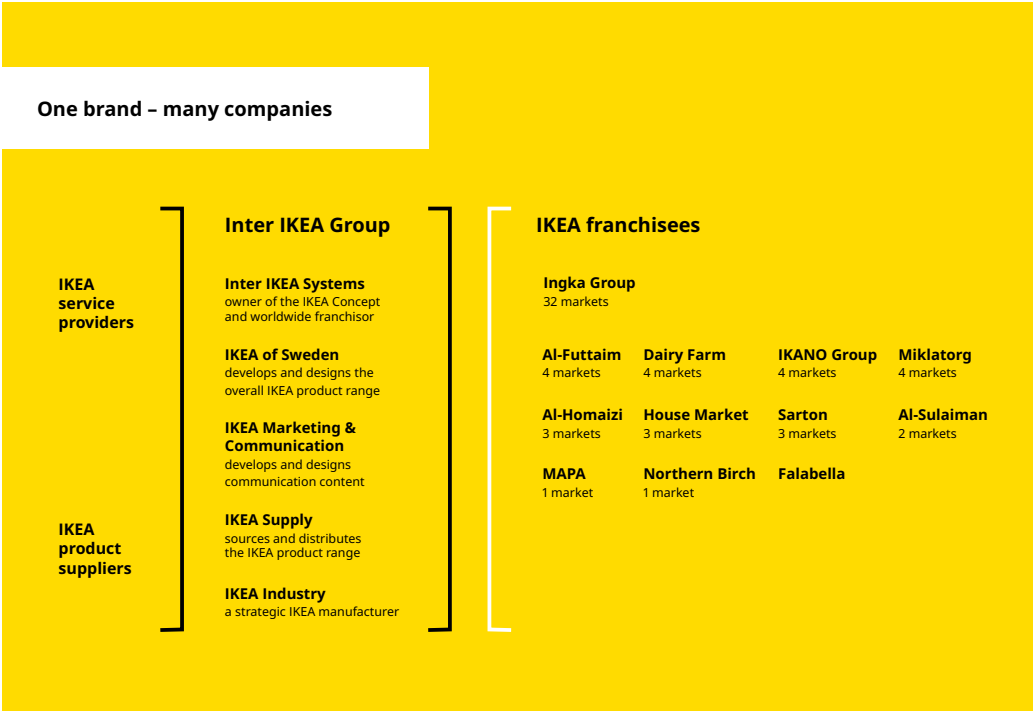 One brand – many companies
IKEA
service
providers
IKEA
product
suppliers
Inter IKEA Group
Inter IKEA Systems
owner of the IKEA Concept
and worldwide franchisor
IKEA of Sweden
develops and designs the
overall IKEA product range
IKEA Marketing &
Communication
develops and designs
communication content
IKEA Supply
sources and distributes
the IKEA product range
IKEA Industry
a strategic IKEA manufacturer
IKEA franchisees
Ingka Group
32 markets
Al-Futtaim Dairy Farm IKANO Group Miklatorg
4 markets 4 markets 4 markets 4 markets
Al-Homaizi House Market Sarton Al-Sulaiman
3 markets 3 markets 3 markets 2 markets
MAPA Northern Birch Falabella
1 market 1 market